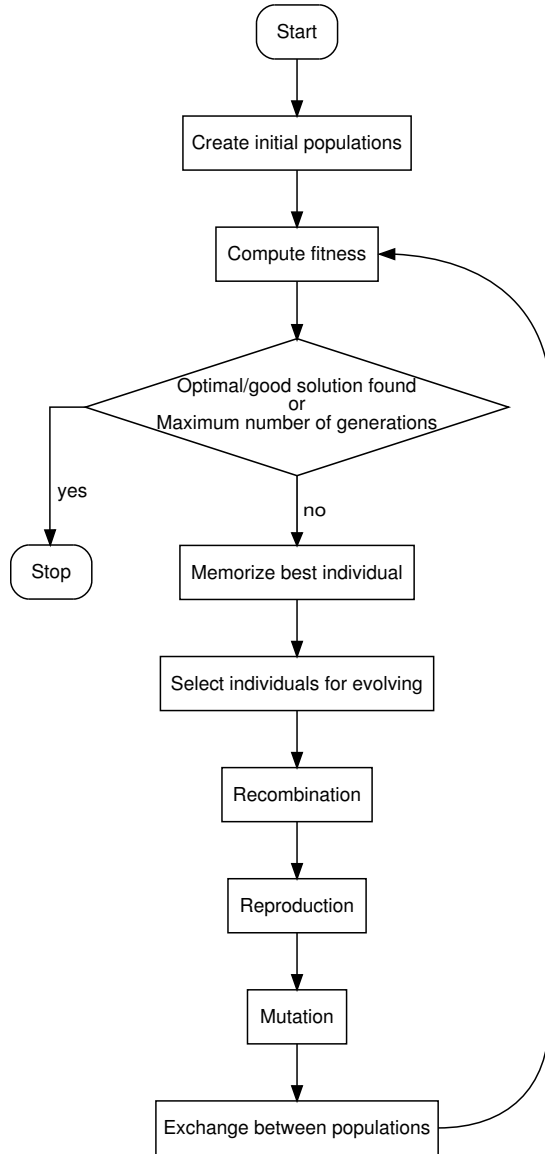 Start
Create initial populations
Compute fitness
Optimal/good solution found
or
Maximum number of generations
yes
no
Stop
Memorize best individual
Select individuals for evolving
Recombination
Reproduction
Mutation
Exchange between populations